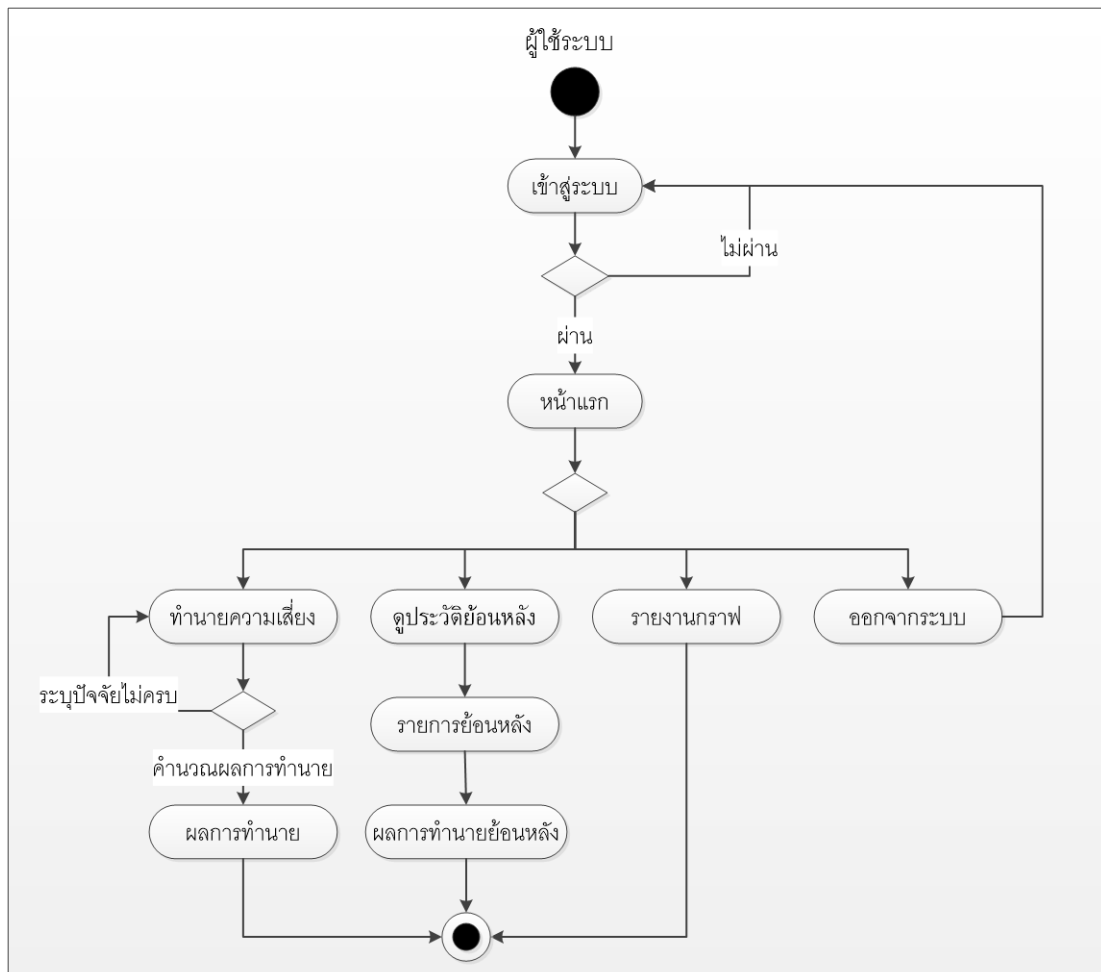 ผู้ใช้ระบบ
เข้าสู่ระบบ
ไม่ผ่าน
ผ่าน
หน้าแรก
ทำนายความเสี่ยง
ดูประวัติย้อนหลัง
รายงานกราฟ
ออกจากระบบ
ระบุปัจจัยไม่ครบ
รายการย้อนหลัง
คำนวณผลการทำนาย
ผลการทำนาย
ผลการทำนายย้อนหลัง